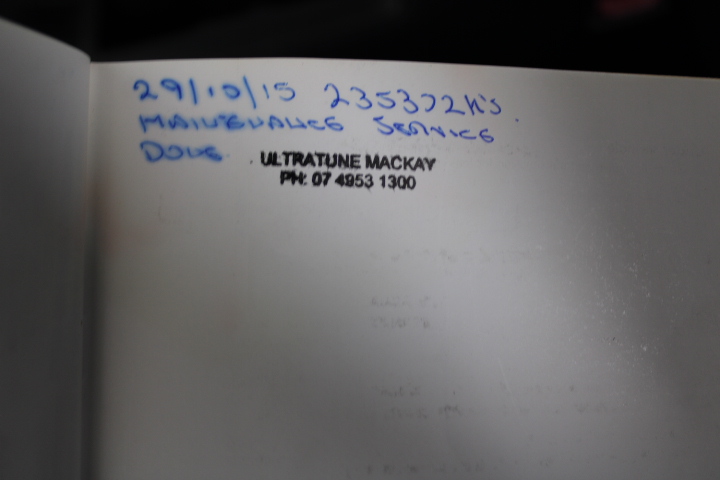 29/10/15 235372K's
MAINTENANCE SERVICE
DONE
ULTRATUNE MACKAY
PH: 07 4953 1300